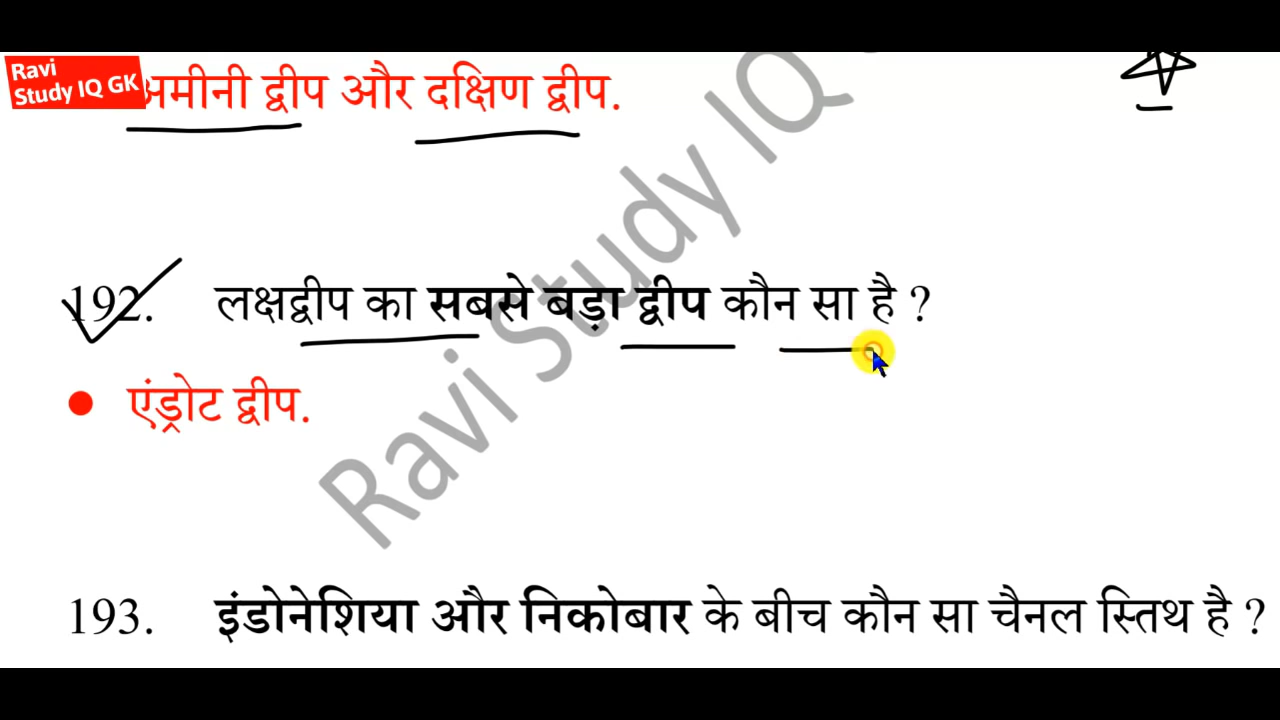 Ravi
Study IQ GK
अमीनी द्वीप और दक्षिण द्वीप.
192. लक्षद्वीप का सबसे बड़ा द्वीप कौन सा है ?
● एंड्रोट द्वीप.
193. इंडोनेशिया और निकोबार के बीच कौन सा चैनल स्तिथ है ?
Ravi Study IQ